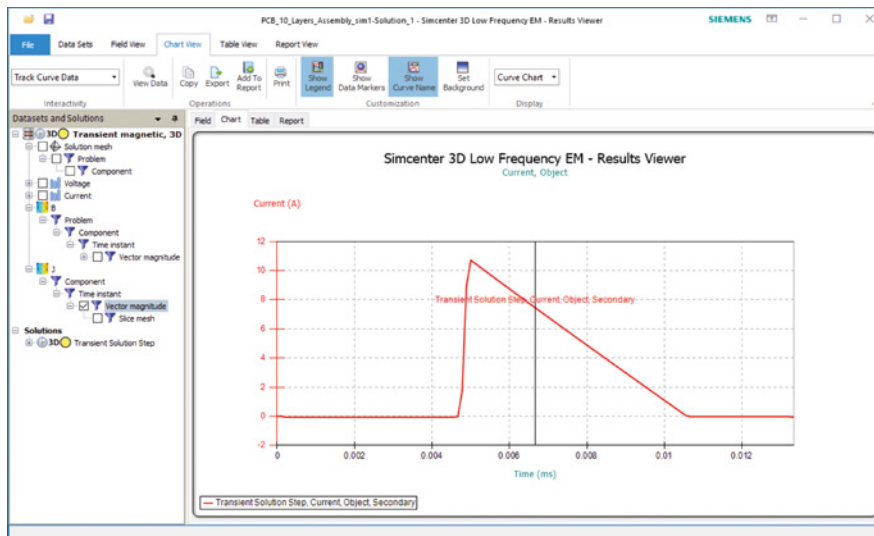 PCB_10_Layers_Assembly_sim1-Solution_1 - Simcenter 3D Low Frequency EM - Results Viewer
SIEMENS
File Data Sets Field View Chart View Table View Report View
Track Curve Data
View Data
Copy
Export
Add To Report
Print
Show Legend
Show Data Markers
Show Curve Name
Set Background
Curve Chart
Interactivity Operations Customization Display
Datasets and Solutions
Field Chart Table Report
3D Transient magnetic, 3D
Solution mesh
Problem
Component
Voltage
Current
B
Problem
Component
Time instant
Vector magnitude
J
Component
Time instant
Vector magnitude
Slice mesh
Solutions
3D Transient Solution Step
Simcenter 3D Low Frequency EM - Results Viewer
Current, Object
Current (A)
12
10
8
6
4
2
0
-2
Transient Solution Step, Current, Object, Secondary
0 0.002 0.004 0.006 0.008 0.01 0.012
Time (ms)
Transient Solution Step, Current, Object, Secondary